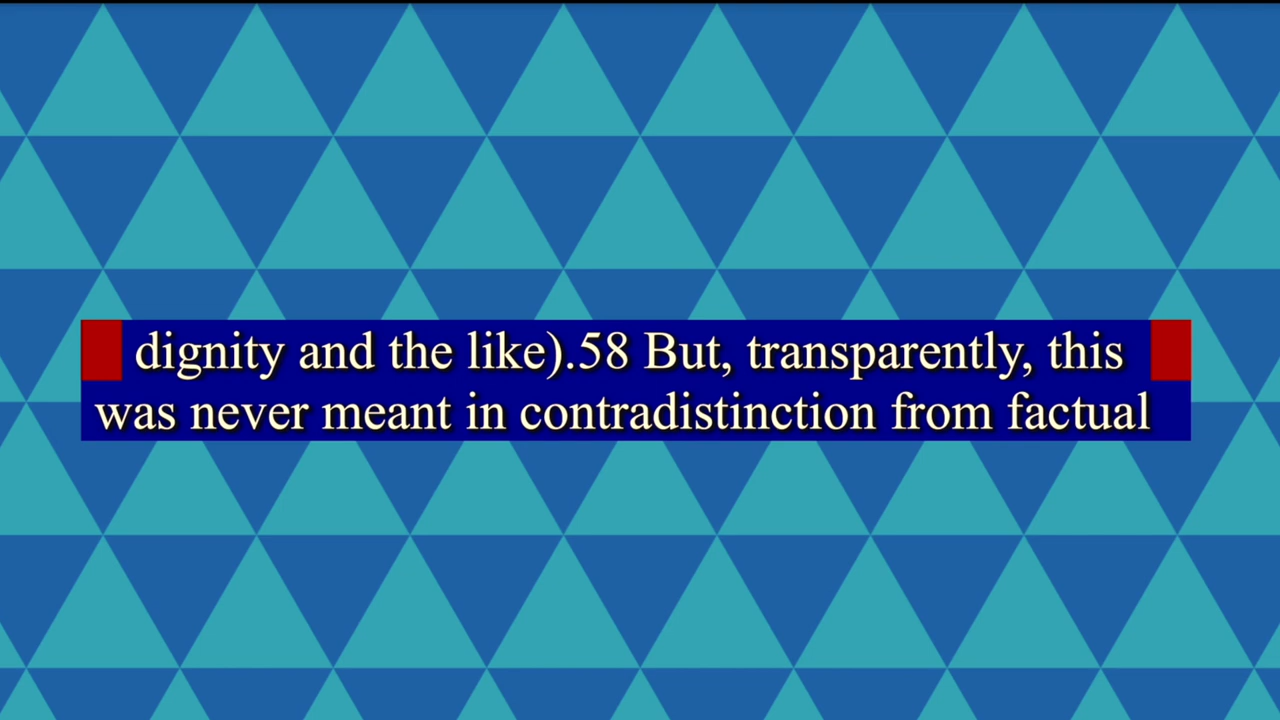 dignity and the like).58 But, transparently, this
was never meant in contradistinction from factual